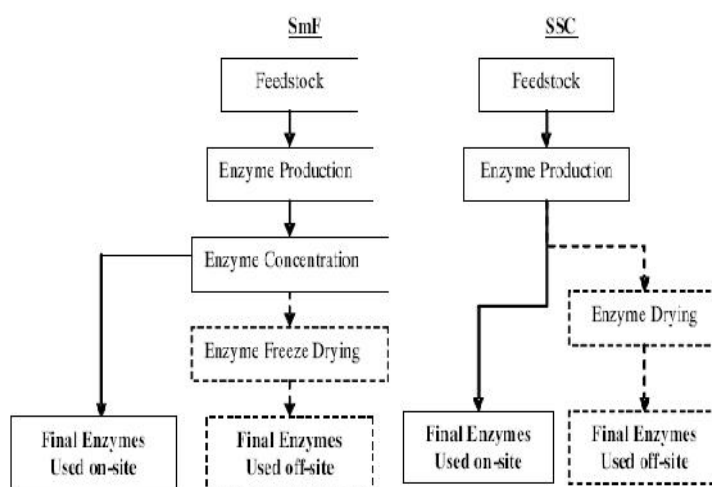 SmF
Feedstock
Enzyme Production
Enzyme Concentration
Enzyme Freeze Drying
Final Enzymes
Used on-site
Final Enzymes
Used off-site
SSC
Feedstock
Enzyme Production
Enzyme Drying
Final Enzymes
Used on-site
Final Enzymes
Used off-site